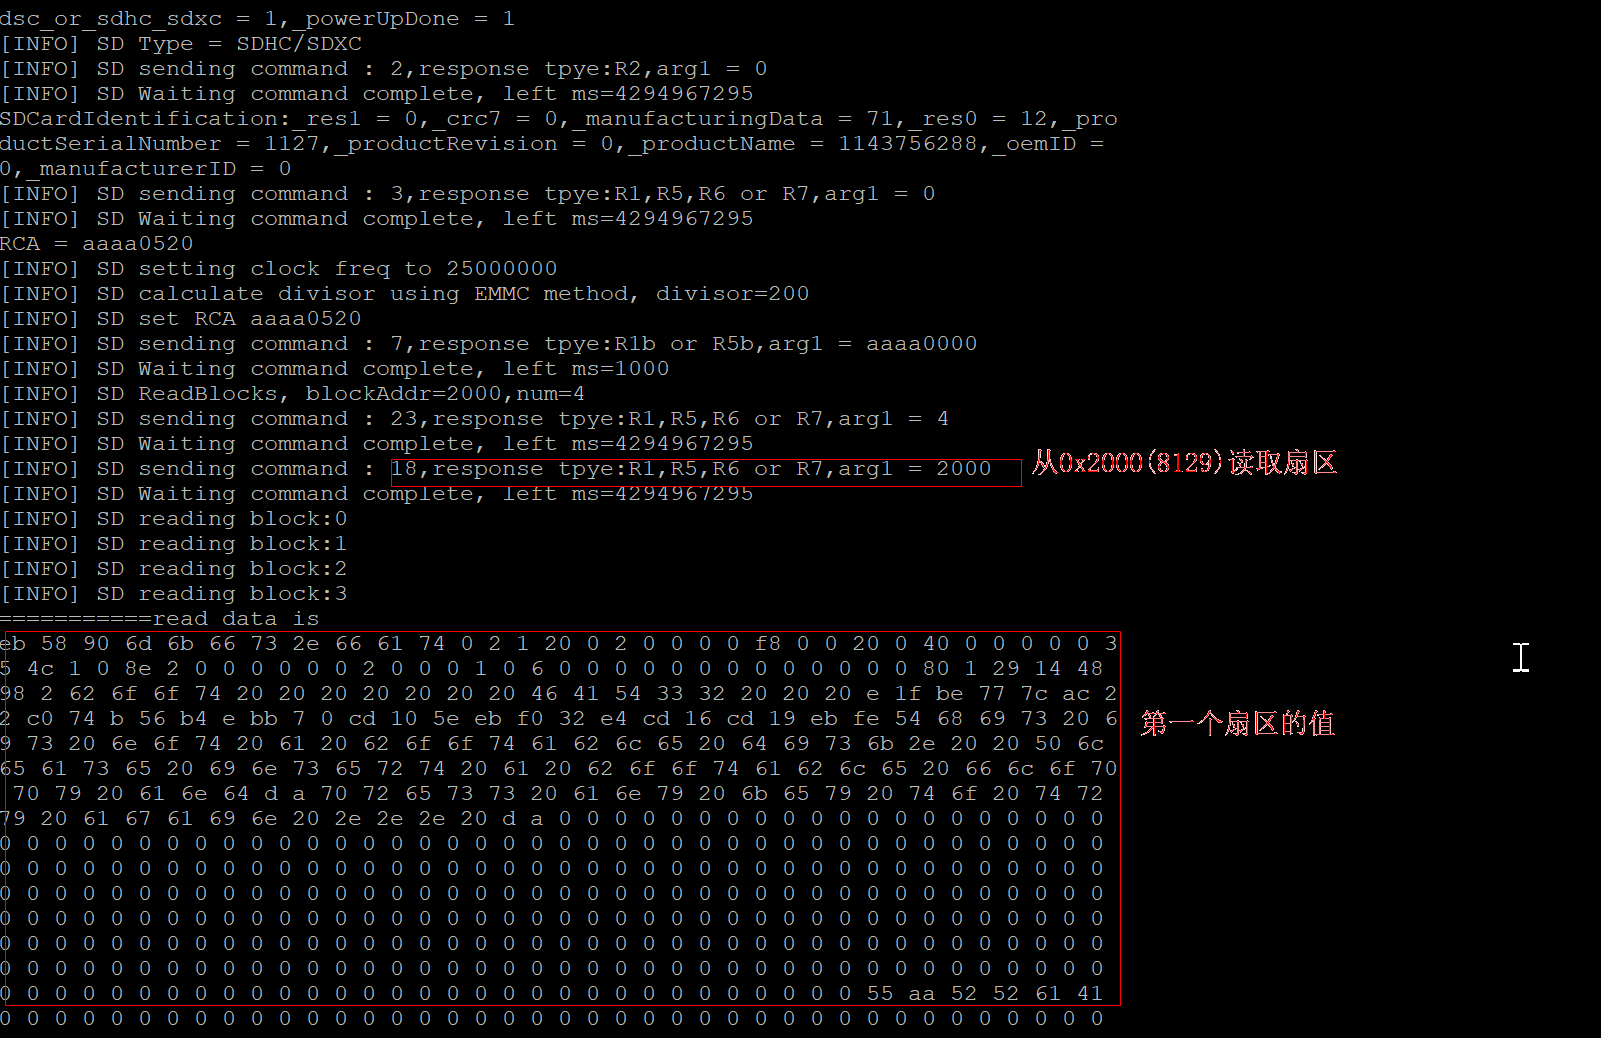 dsc_or_sdhc_sdxc = 1,_powerUpDone = 1
[INFO] SD Type = SDHC/SDXC
[INFO] SD sending command : 2,response tpye:R2,arg1 = 0
[INFO] SD Waiting command complete, left ms=4294967295
SDCardIdentification:_res1 = 0,_crc7 = 0,_manufacturingData = 71,_res0 = 12,_pro
ductSerialNumber = 1127,_productRevision = 0,_productName = 1143756288,_oemID =
0,_manufacturerID = 0
[INFO] SD sending command : 3,response tpye:R1,R5,R6 or R7,arg1 = 0
[INFO] SD Waiting command complete, left ms=4294967295
RCA = aaaa0520
[INFO] SD setting clock freq to 25000000
[INFO] SD calculate divisor using EMMC method, divisor=200
[INFO] SD set RCA aaaa0520
[INFO] SD sending command : 7,response tpye:R1b or R5b,arg1 = aaaa0000
[INFO] SD Waiting command complete, left ms=1000
[INFO] SD ReadBlocks, blockAddr=2000,num=4
[INFO] SD sending command : 23,response tpye:R1,R5,R6 or R7,arg1 = 4
[INFO] SD Waiting command complete, left ms=4294967295
[INFO] SD sending command : 18,response tpye:R1,R5,R6 or R7,arg1 = 2000
从0x2000(8129)读取扇区
[INFO] SD Waiting command complete, left ms=4294967295
[INFO] SD reading block:0
[INFO] SD reading block:1
[INFO] SD reading block:2
[INFO] SD reading block:3
===========read data is
eb 58 90 6d 6b 66 73 2e 66 61 74 0 2 1 20 0 2 0 0 0 0 f8 0 0 20 0 40 0 0 0 0 0 3
5 4c 1 0 8e 2 0 0 0 0 0 0 2 0 0 0 1 0 6 0 0 0 0 0 0 0 0 0 0 0 0 0 80 1 29 14 48
98 2 62 6f 6f 74 20 20 20 20 20 20 20 46 41 54 33 32 20 20 20 e 1f be 77 7c ac 2
2 c0 74 b 56 b4 e bb 7 0 cd 10 5e eb f0 32 e4 cd 16 cd 19 eb fe 54 68 69 73 20 6
9 73 20 6e 6f 74 20 61 20 62 6f 6f 74 61 62 6c 65 20 64 69 73 6b 2e 20 20 50 6c
第一个扇区的值
65 61 73 65 20 69 6e 73 65 72 74 20 61 20 62 6f 6f 74 61 62 6c 65 20 66 6c 6f 70
70 79 20 61 6e 64 d a 70 72 65 73 73 20 61 6e 79 20 6b 65 79 20 74 6f 20 74 72
79 20 61 67 61 69 6e 20 2e 2e 2e 20 d a 0 0 0 0 0 0 0 0 0 0 0 0 0 0 0 0 0 0 0 0
0 0 0 0 0 0 0 0 0 0 0 0 0 0 0 0 0 0 0 0 0 0 0 0 0 0 0 0 0 0 0 0 0 0 0 0 0 0 0 0
0 0 0 0 0 0 0 0 0 0 0 0 0 0 0 0 0 0 0 0 0 0 0 0 0 0 0 0 0 0 0 0 0 0 0 0 0 0 0 0
0 0 0 0 0 0 0 0 0 0 0 0 0 0 0 0 0 0 0 0 0 0 0 0 0 0 0 0 0 0 0 0 0 0 0 0 0 0 0 0
0 0 0 0 0 0 0 0 0 0 0 0 0 0 0 0 0 0 0 0 0 0 0 0 0 0 0 0 0 0 0 0 0 0 0 0 0 0 0 0
0 0 0 0 0 0 0 0 0 0 0 0 0 0 0 0 0 0 0 0 0 0 0 0 0 0 0 0 0 0 0 0 0 0 0 0 0 0 0 0
0 0 0 0 0 0 0 0 0 0 0 0 0 0 0 0 0 0 0 0 0 0 0 0 0 0 0 0 0 0 0 0 0 0 0 0 0 0 0 0
0 0 0 0 0 0 0 0 0 0 0 0 0 0 0 0 0 0 0 0 0 0 0 0 0 0 0 0 0 0 0 55 aa 52 52 61 41
0 0 0 0 0 0 0 0 0 0 0 0 0 0 0 0 0 0 0 0 0 0 0 0 0 0 0 0 0 0 0 0 0 0 0 0 0 0 0 0